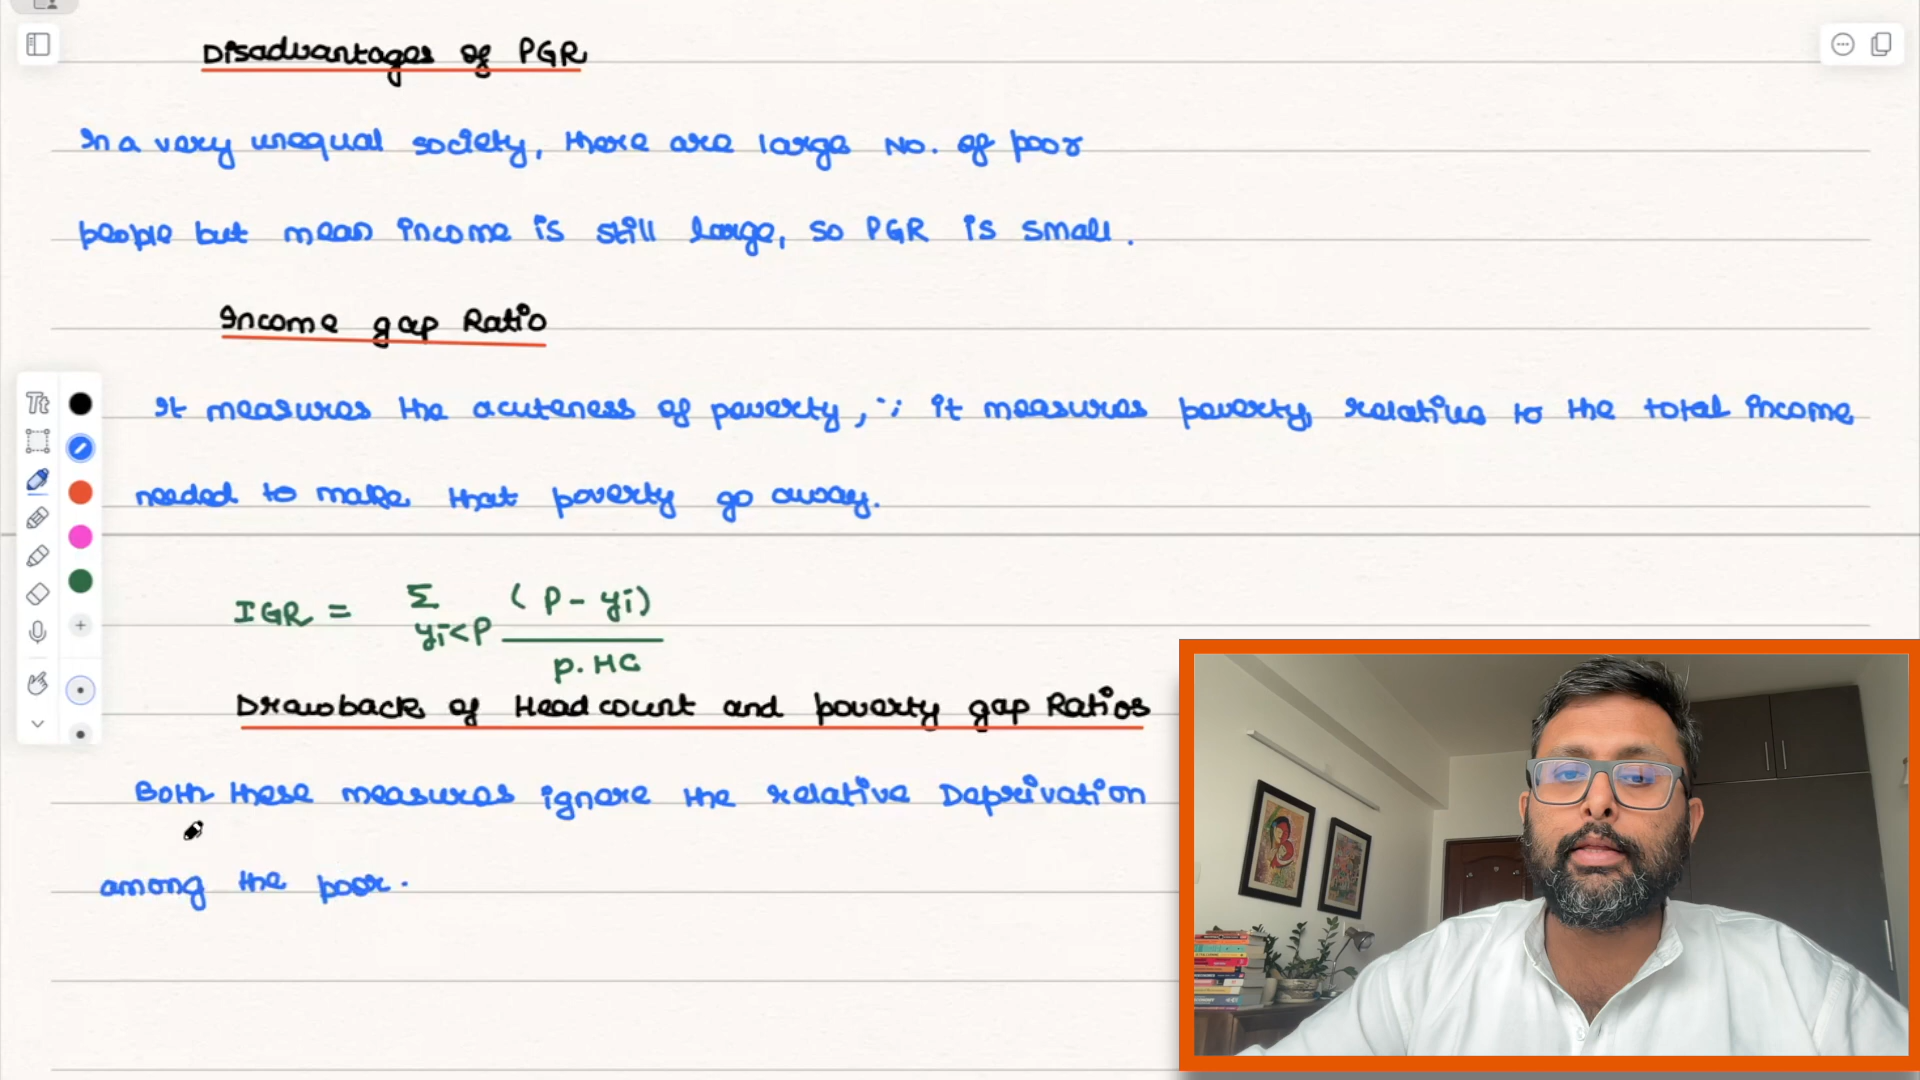 Disadvantages of PGR
In a very unequal society, there are large No. of poor
people but mean income is still large, so PGR is small.
Income gap Ratio
It measures the acuteness of poverty, ∵ it measures poverty relative to the total income
needed to make that poverty go away.
IGR = Σ yi<P (P - yi) / p. HC
Drawback of Head count and poverty gap Ratios
Both these measures ignore the relative Deprivation
among the poor.
Tt